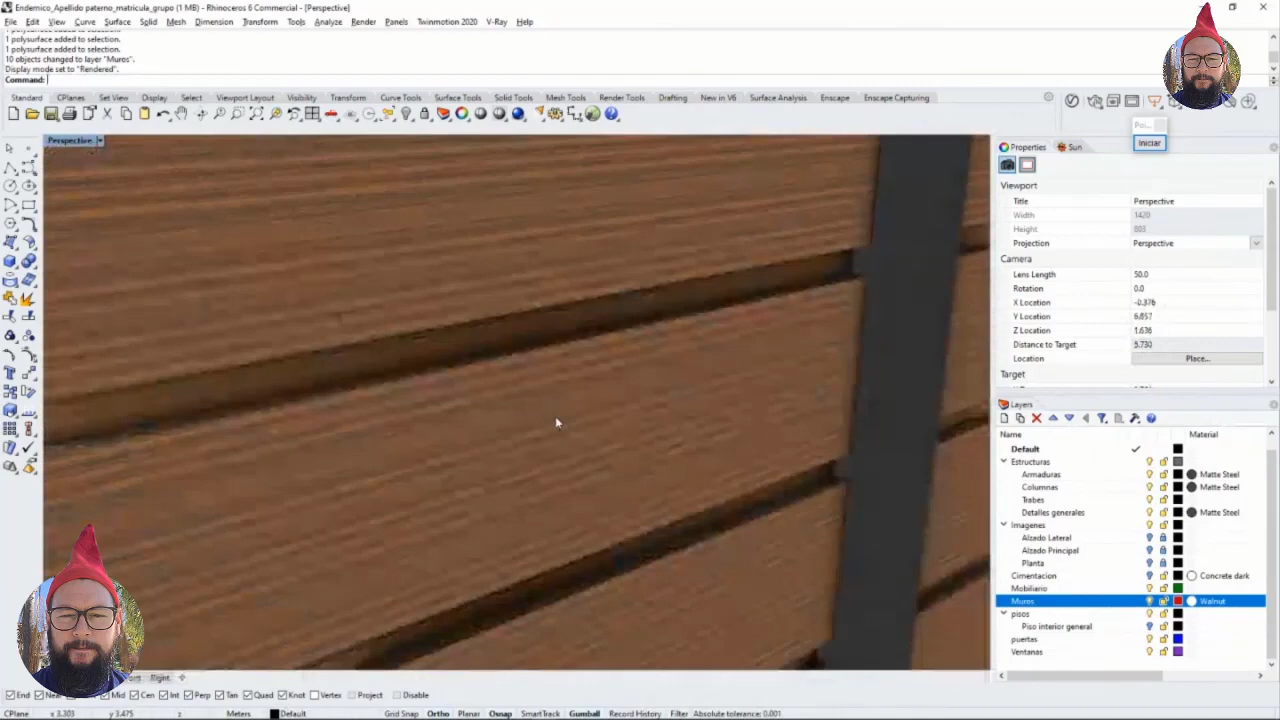 Endemico_Apellido paterno_matricula_grupo (1 MB) - Rhinoceros 6 Commercial - [Perspective]
File Edit View Curve Surface Solid Mesh Dimension Transform Tools Analyze Render Panels Twinmotion 2020 V-Ray Help
1 polysurface added to selection.
1 polysurface added to selection.
10 objects changed to layer "Muros".
Display mode set to "Rendered".
Command:
Standard CPlanes Set View Display Select Viewport Layout Visibility Transform Curve Tools Surface Tools Solid Tools Mesh Tools Render Tools Drafting New in V6 Surface Analysis Enscape Enscape Capturing
Iniciar
Perspective
Properties Sun
Viewport
Title Perspective
Width 1420
Height 803
Projection Perspective
Camera
Lens Length 50.0
Rotation 0.0
X Location -0.376
Y Location 6.857
Z Location 1.636
Distance to Target 5.730
Location Place...
Target
Layers
Name Material
Default
Estructuras
Armaduras Matte Steel
Columnas Matte Steel
Trabes
Detalles generales Matte Steel
Imagenes
Alzado Lateral
Alzado Principal
Planta
Cimentacion Concrete dark
Mobiliario
Muros Walnut
pisos
Piso interior general
puertas
Ventanas
Right
End Near Mid Cen Int Perp Tan Quad Knot Vertex Project Disable
CPlane x 3.303 y 3.475 z Meters Default Grid Snap Ortho Planar Osnap SmartTrack Gumball Record History Filter Absolute tolerance: 0.001